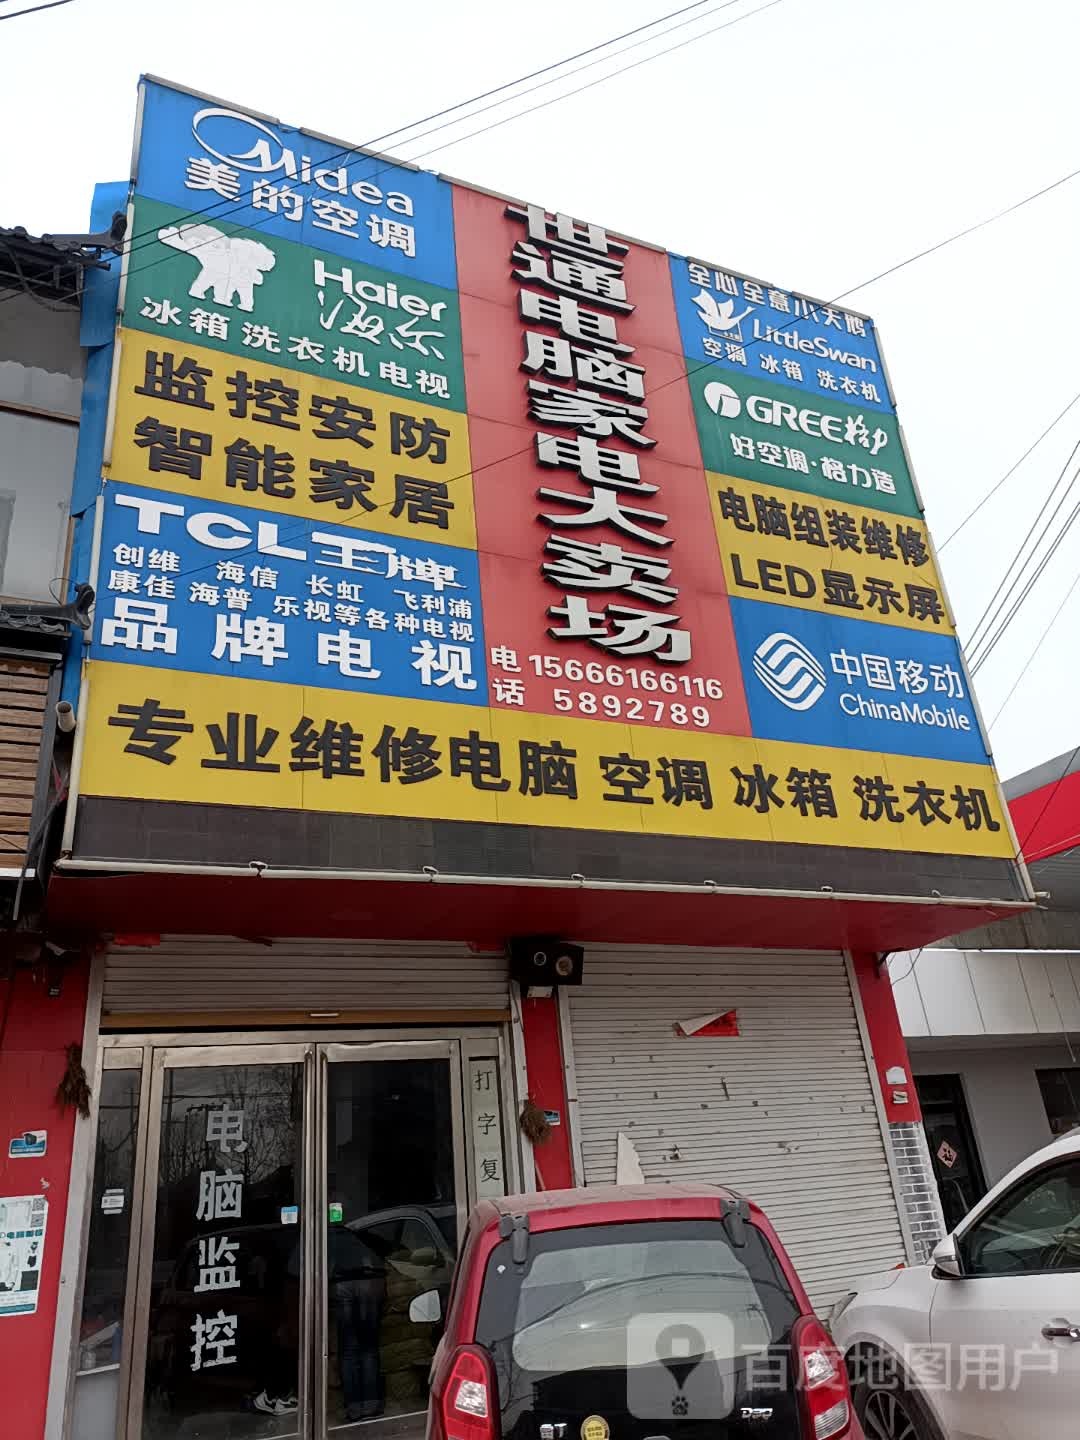 Midea
美的空调
Haier
海尔
冰箱 洗衣机 电视
监控安防
智能家居
TCL王牌
创维 海信 长虹 飞利浦
康佳 海普 乐视等各种电视
品牌电视
世通电脑家电大卖场
电话 15666166116
5892789
全心全意小天鹅
LittleSwan
空调 冰箱 洗衣机
GREE格力
好空调·格力造
电脑组装维修
LED显示屏
中国移动
ChinaMobile
专业维修电脑 空调 冰箱 洗衣机
电脑监控
打字复
百度地图用户